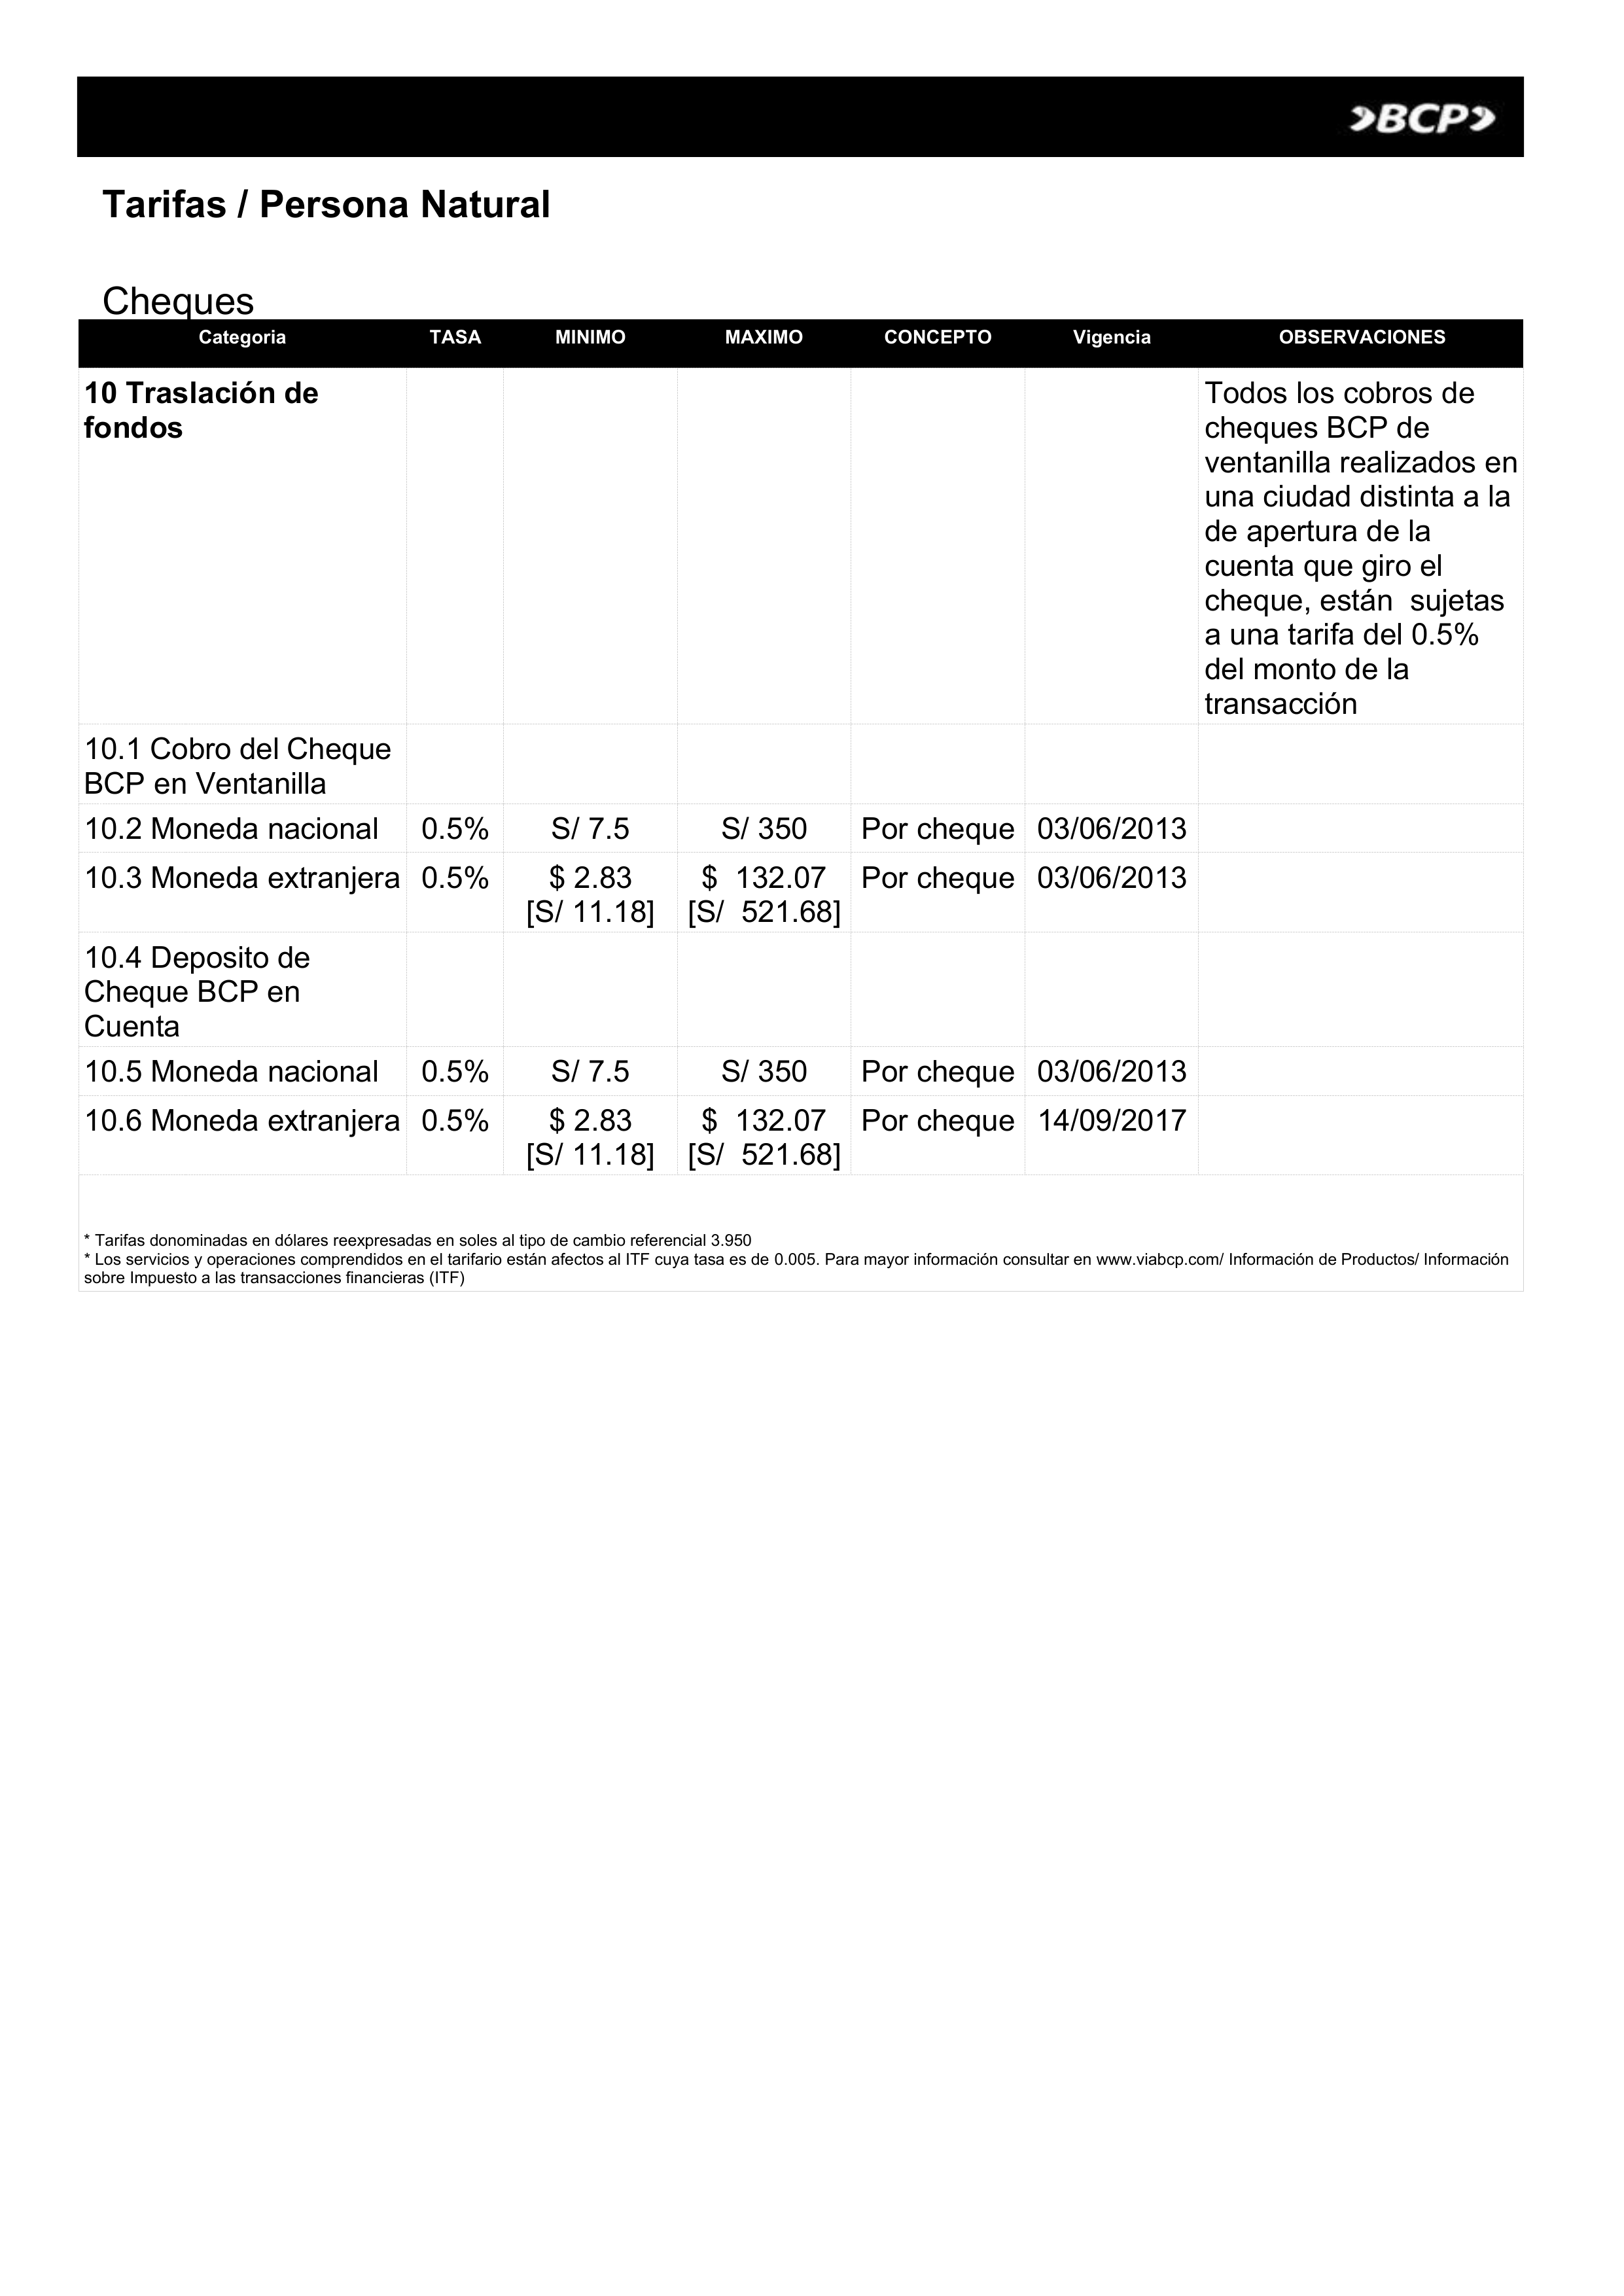 BCP
Tarifas / Persona Natural
Cheques
Categoria TASA MINIMO MAXIMO CONCEPTO Vigencia OBSERVACIONES
10 Traslación de
fondos
Todos los cobros de
cheques BCP de
ventanilla realizados en
una ciudad distinta a la
de apertura de la
cuenta que giro el
cheque, están  sujetas
a una tarifa del 0.5%
del monto de la
transacción
10.1 Cobro del Cheque
BCP en Ventanilla
10.2 Moneda nacional 0.5% S/ 7.5 S/ 350 Por cheque 03/06/2013
10.3 Moneda extranjera 0.5% $ 2.83 $  132.07 Por cheque 03/06/2013
[S/ 11.18] [S/  521.68]
10.4 Deposito de
Cheque BCP en
Cuenta
10.5 Moneda nacional 0.5% S/ 7.5 S/ 350 Por cheque 03/06/2013
10.6 Moneda extranjera 0.5% $ 2.83 $  132.07 Por cheque 14/09/2017
[S/ 11.18] [S/  521.68]
* Tarifas donominadas en dólares reexpresadas en soles al tipo de cambio referencial 3.950
* Los servicios y operaciones comprendidos en el tarifario están afectos al ITF cuya tasa es de 0.005. Para mayor información consultar en www.viabcp.com/ Información de Productos/ Información
sobre Impuesto a las transacciones financieras (ITF)